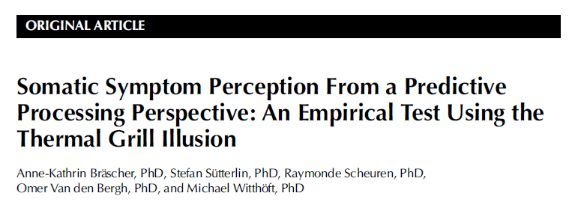 ORIGINAL ARTICLE
Somatic Symptom Perception From a Predictive
Processing Perspective: An Empirical Test Using the
Thermal Grill Illusion
Anne-Kathrin Bräscher, PhD, Stefan Sütterlin, PhD, Raymonde Scheuren, PhD,
Omer Van den Bergh, PhD, and Michael Witthöft, PhD